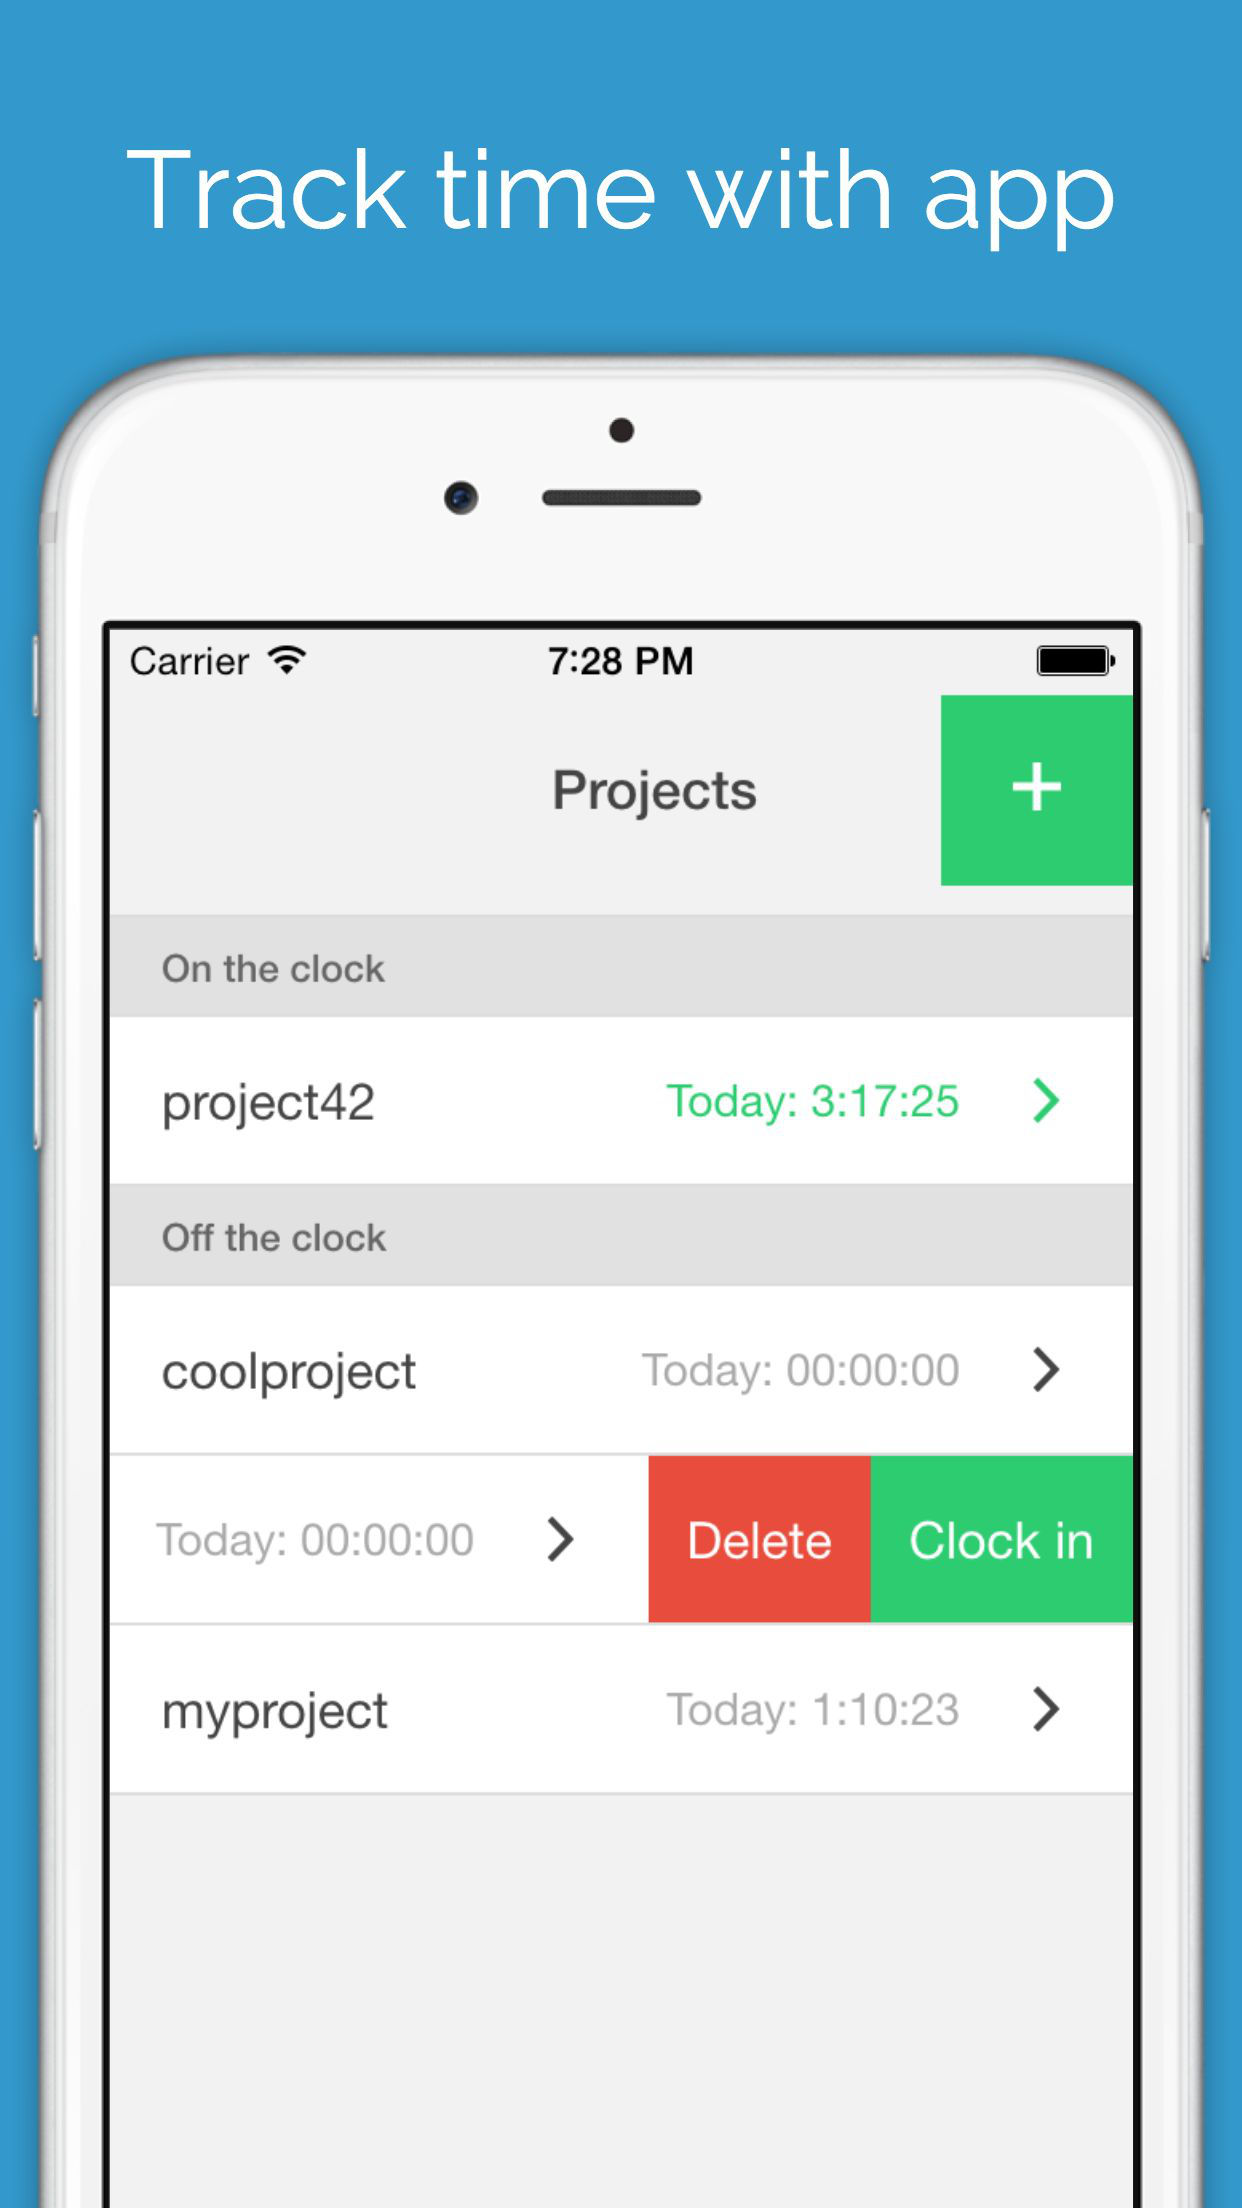 Track time with app
Carrier 7:28 PM
Projects +
On the clock
project42 Today: 3:17:25
Off the clock
coolproject Today: 00:00:00
Today: 00:00:00 Delete Clock in
myproject Today: 1:10:23